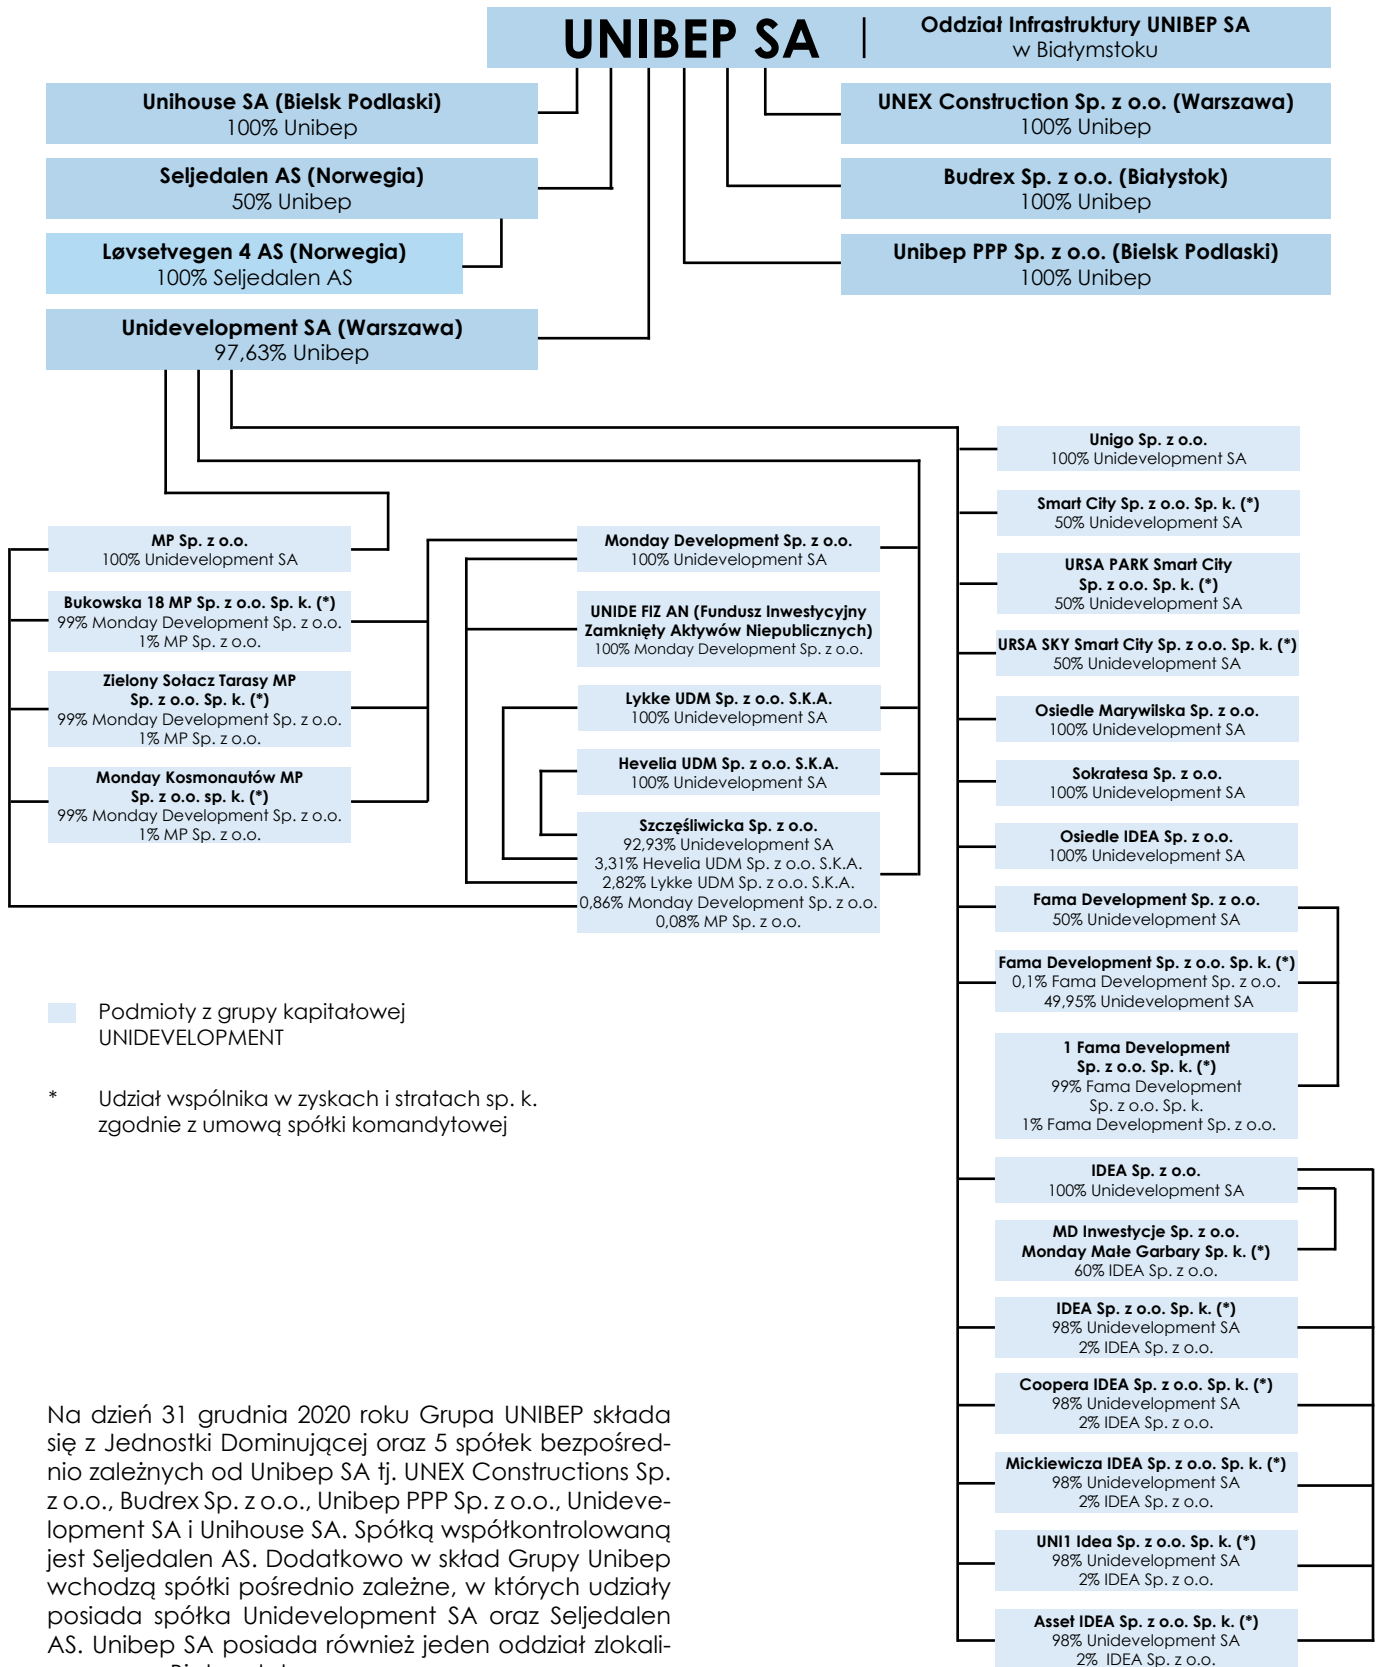 UNIBEP SA
Oddział Infrastruktury UNIBEP SA
w Białymstoku
Unihouse SA (Bielsk Podlaski)
100% Unibep
UNEX Construction Sp. z o.o. (Warszawa)
100% Unibep
Seljedalen AS (Norwegia)
50% Unibep
Budrex Sp. z o.o. (Białystok)
100% Unibep
Løvsetvegen 4 AS (Norwegia)
100% Seljedalen AS
Unibep PPP Sp. z o.o. (Bielsk Podlaski)
100% Unibep
Unidevelopment SA (Warszawa)
97,63% Unibep
MP Sp. z o.o.
100% Unidevelopment SA
Bukowska 18 MP Sp. z o.o. Sp. k. (*)
99% Monday Development Sp. z o.o.
1% MP Sp. z o.o.
Zielony Sołacz Tarasy MP
Sp. z o.o. Sp. k. (*)
99% Monday Development Sp. z o.o.
1% MP Sp. z o.o.
Monday Kosmonautów MP
Sp. z o.o. sp. k. (*)
99% Monday Development Sp. z o.o.
1% MP Sp. z o.o.
Monday Development Sp. z o.o.
100% Unidevelopment SA
UNIDE FIZ AN (Fundusz Inwestycyjny
Zamknięty Aktywów Niepublicznych)
100% Monday Development Sp. z o.o.
Lykke UDM Sp. z o.o. S.K.A.
100% Unidevelopment SA
Hevelia UDM Sp. z o.o. S.K.A.
100% Unidevelopment SA
Szczęśliwicka Sp. z o.o.
92,93% Unidevelopment SA
3,31% Hevelia UDM Sp. z o.o. S.K.A.
2,82% Lykke UDM Sp. z o.o. S.K.A.
0,86% Monday Development Sp. z o.o.
0,08% MP Sp. z o.o.
Unigo Sp. z o.o.
100% Unidevelopment SA
Smart City Sp. z o.o. Sp. k. (*)
50% Unidevelopment SA
URSA PARK Smart City
Sp. z o.o. Sp. k. (*)
50% Unidevelopment SA
URSA SKY Smart City Sp. z o.o. Sp. k. (*)
50% Unidevelopment SA
Osiedle Marywilska Sp. z o.o.
100% Unidevelopment SA
Sokratesa Sp. z o.o.
100% Unidevelopment SA
Osiedle IDEA Sp. z o.o.
100% Unidevelopment SA
Fama Development Sp. z o.o.
50% Unidevelopment SA
Fama Development Sp. z o.o. Sp. k. (*)
0,1% Fama Development Sp. z o.o.
49,95% Unidevelopment SA
1 Fama Development
Sp. z o.o. Sp. k. (*)
99% Fama Development
Sp. z o.o. Sp. k.
1% Fama Development Sp. z o.o.
IDEA Sp. z o.o.
100% Unidevelopment SA
MD Inwestycje Sp. z o.o.
Monday Małe Garbary Sp. k. (*)
60% IDEA Sp. z o.o.
IDEA Sp. z o.o. Sp. k. (*)
98% Unidevelopment SA
2% IDEA Sp. z o.o.
Coopera IDEA Sp. z o.o. Sp. k. (*)
98% Unidevelopment SA
2% IDEA Sp. z o.o.
Mickiewicza IDEA Sp. z o.o. Sp. k. (*)
98% Unidevelopment SA
2% IDEA Sp. z o.o.
UNI1 Idea Sp. z o.o. Sp. k. (*)
98% Unidevelopment SA
2% IDEA Sp. z o.o.
Asset IDEA Sp. z o.o. Sp. k. (*)
98% Unidevelopment SA
2% IDEA Sp. z o.o.
Podmioty z grupy kapitałowej
UNIDEVELOPMENT
* Udział wspólnika w zyskach i stratach sp. k.
zgodnie z umową spółki komandytowej
Na dzień 31 grudnia 2020 roku Grupa UNIBEP składa
się z Jednostki Dominującej oraz 5 spółek bezpośred-
nio zależnych od Unibep SA tj. UNEX Constructions Sp.
z o.o., Budrex Sp. z o.o., Unibep PPP Sp. z o.o., Unideve-
lopment SA i Unihouse SA. Spółką współkontrolowaną
jest Seljedalen AS. Dodatkowo w skład Grupy Unibep
wchodzą spółki pośrednio zależne, w których udziały
posiada spółka Unidevelopment SA oraz Seljedalen
AS. Unibep SA posiada również jeden oddział zlokali-